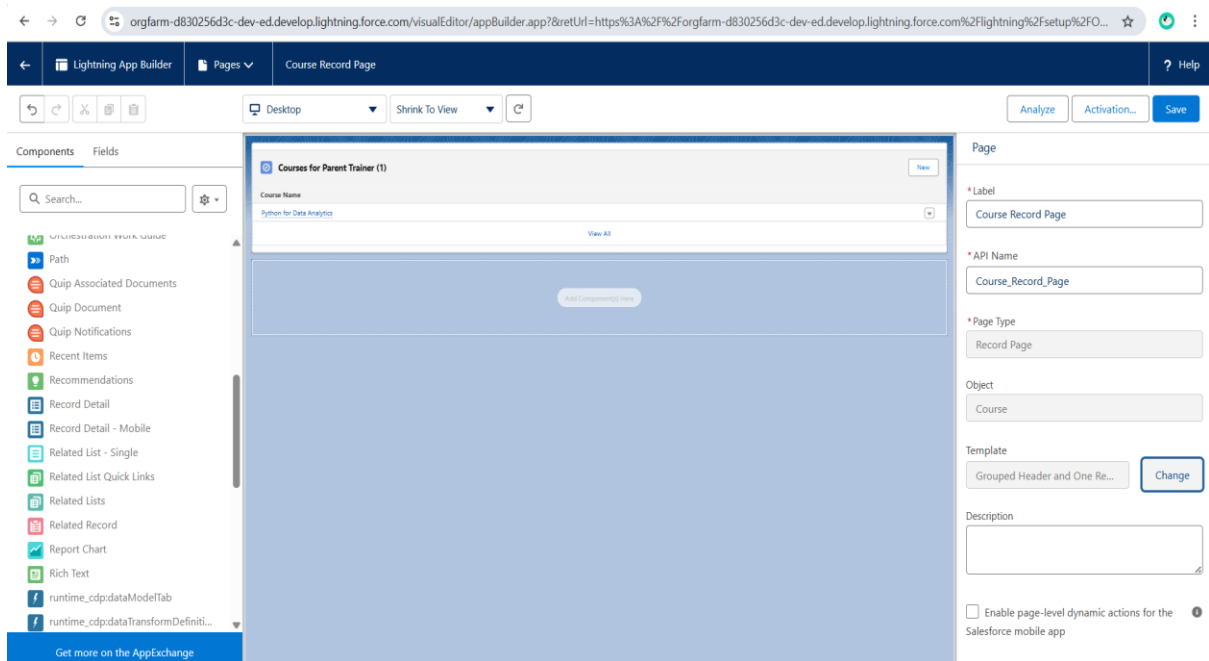 orgfarm-d830256d3c-dev-ed.develop.lightning.force.com/visualEditor/appBuilder.app?&retUrl=https%3A%2F%2Forgfarm-d830256d3c-dev-ed.develop.lightning.force.com%2Flightning%2Fsetup%2FO...
Lightning App Builder
Pages
Course Record Page
? Help
Desktop
Shrink To View
Analyze
Activation...
Save
Components
Fields
Search...
Orchestration Work Guide
Path
Quip Associated Documents
Quip Document
Quip Notifications
Recent Items
Recommendations
Record Detail
Record Detail - Mobile
Related List - Single
Related List Quick Links
Related Lists
Related Record
Report Chart
Rich Text
runtime_cdp:dataModelTab
runtime_cdp:dataTransformDefiniti...
Get more on the AppExchange
Courses for Parent Trainer (1)
New
Course Name
Python for Data Analytics
View All
Add Component(s) Here
Page
*Label
Course Record Page
*API Name
Course_Record_Page
*Page Type
Record Page
Object
Course
Template
Grouped Header and One Re...
Change
Description
Enable page-level dynamic actions for the
Salesforce mobile app